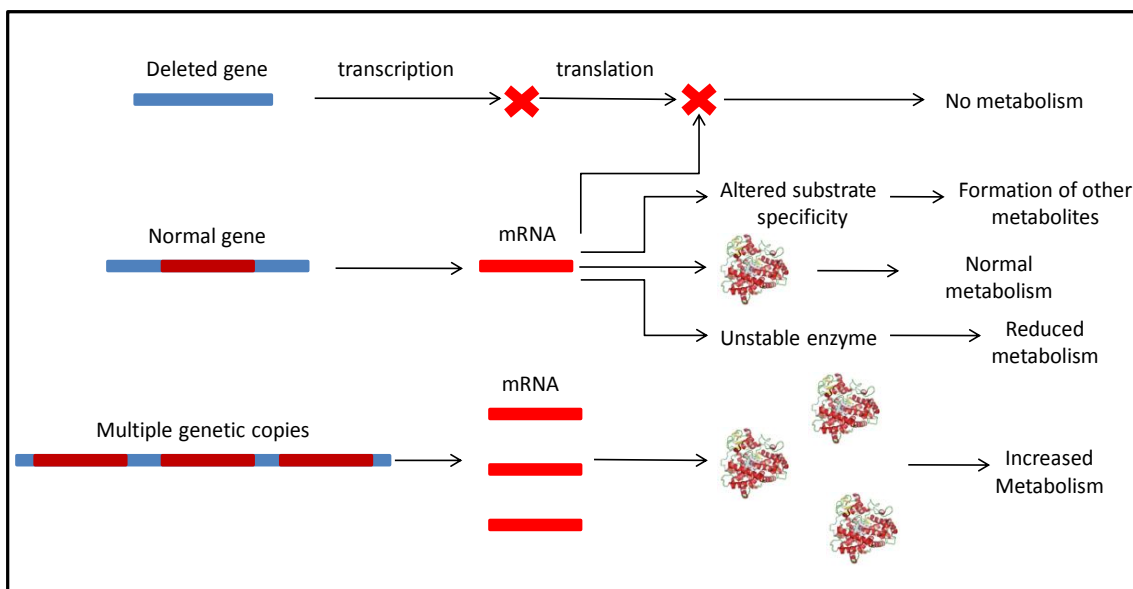 Deleted gene
transcription
translation
No metabolism
Altered substrate
specificity
Formation of other
metabolites
Normal gene
mRNA
Normal
metabolism
Unstable enzyme
Reduced
metabolism
mRNA
Multiple genetic copies
Increased
Metabolism